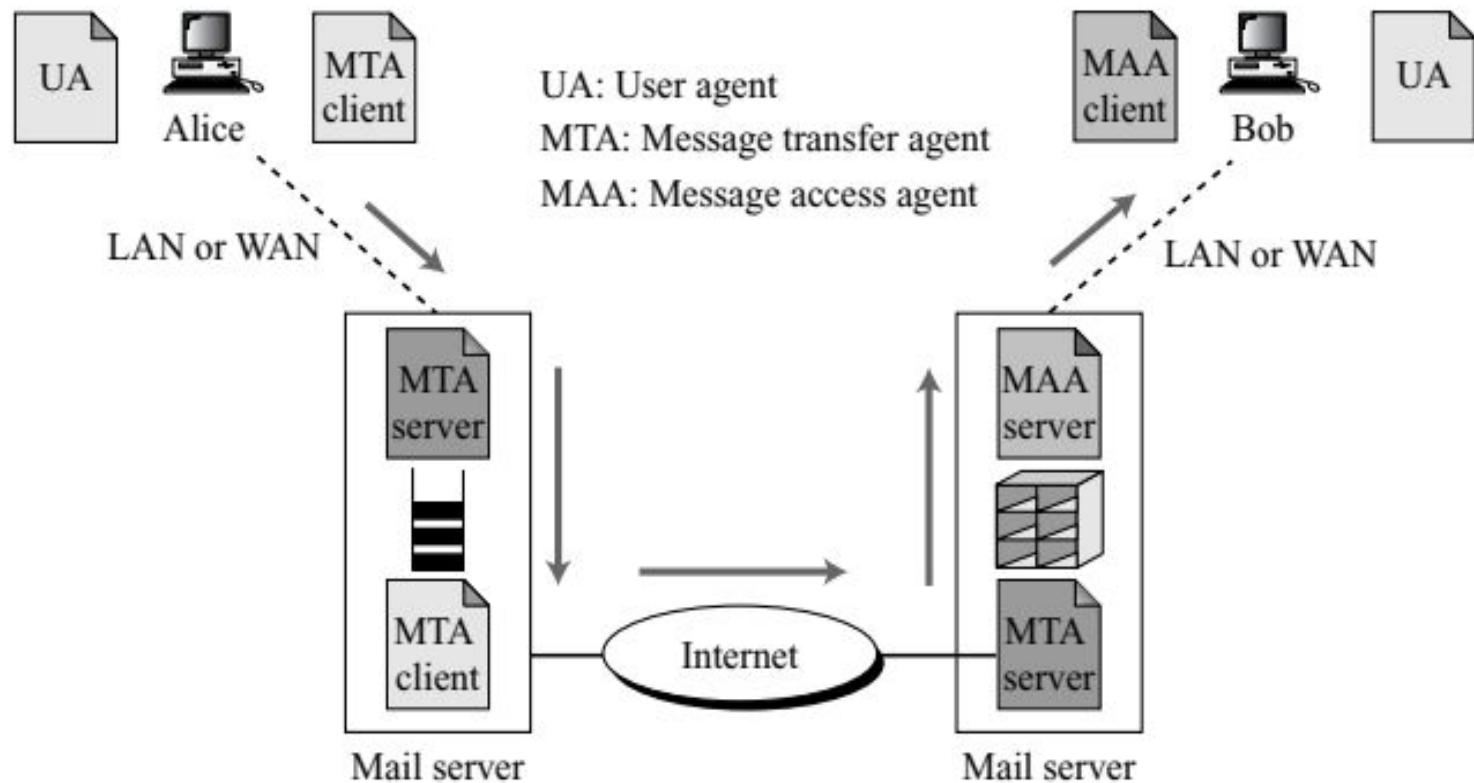 UA
Alice
MTA
client
UA: User agent
MTA: Message transfer agent
MAA: Message access agent
MAA
client
Bob
UA
LAN or WAN
LAN or WAN
MTA
server
MTA
client
Mail server
Internet
MAA
server
MTA
server
Mail server